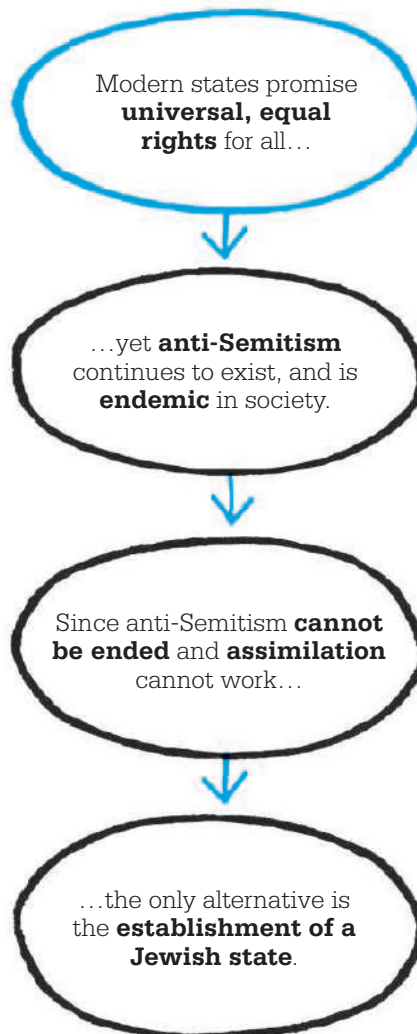 Modern states promise
universal, equal
rights for all…
…yet anti-Semitism
continues to exist, and is
endemic in society.
Since anti-Semitism cannot
be ended and assimilation
cannot work…
…the only alternative is
the establishment of a
Jewish state.